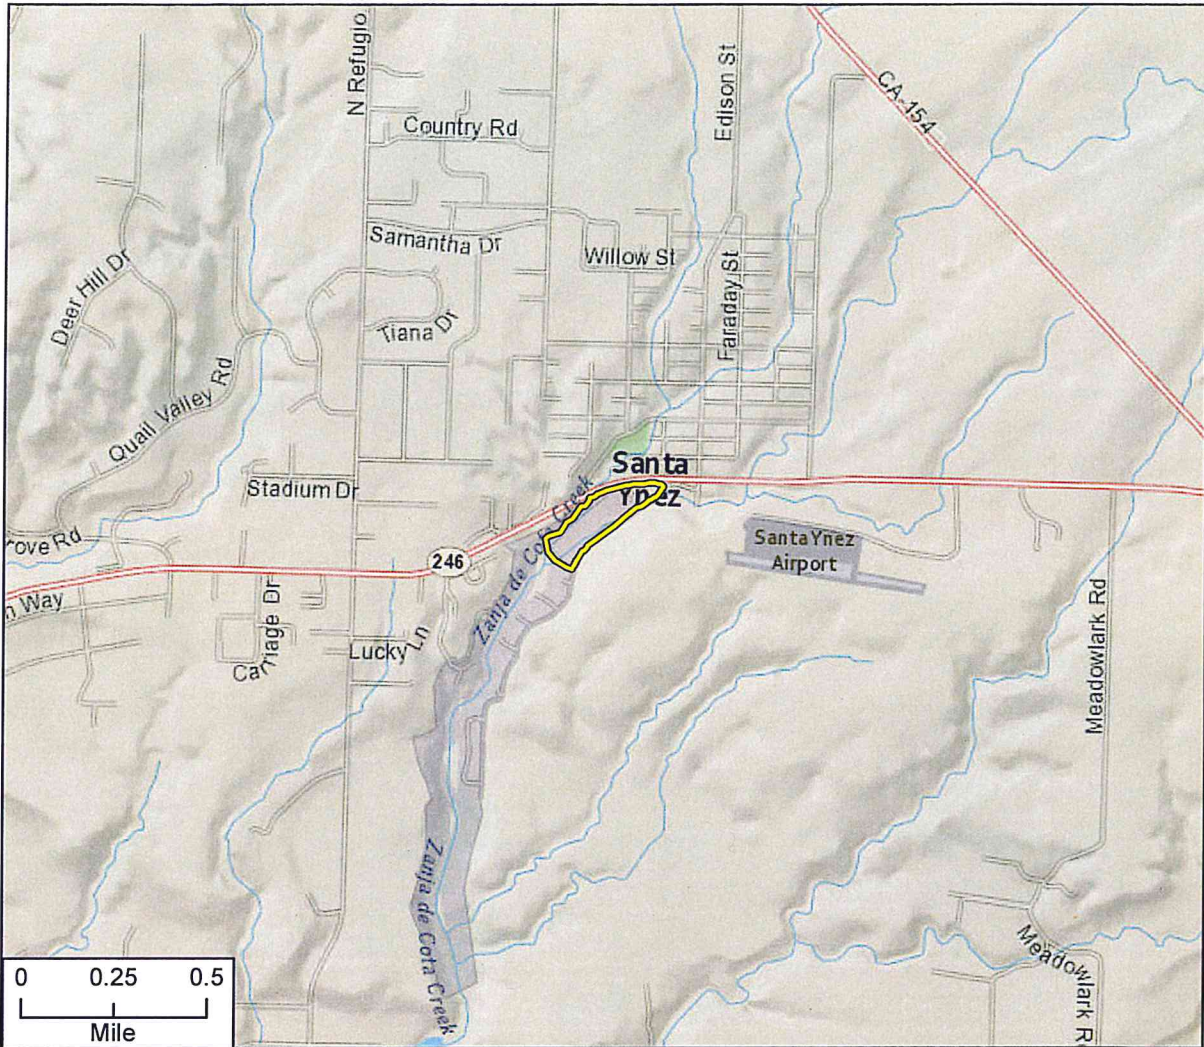 N Refugio
Edison St
CA-154
Country Rd
Samantha Dr
Willow St
Deer Hill Dr
Faraday St
Tiana Dr
Quail Valley Rd
Santa
Ynez
Stadium Dr
Zanja de Cota Creek
rove Rd
246
Santa Ynez
Airport
n Way
Carriage Dr
Lucky Ln
Meadowlark Rd
Zanja de Cota Creek
Meadowlark R
0 0.25 0.5
Mile